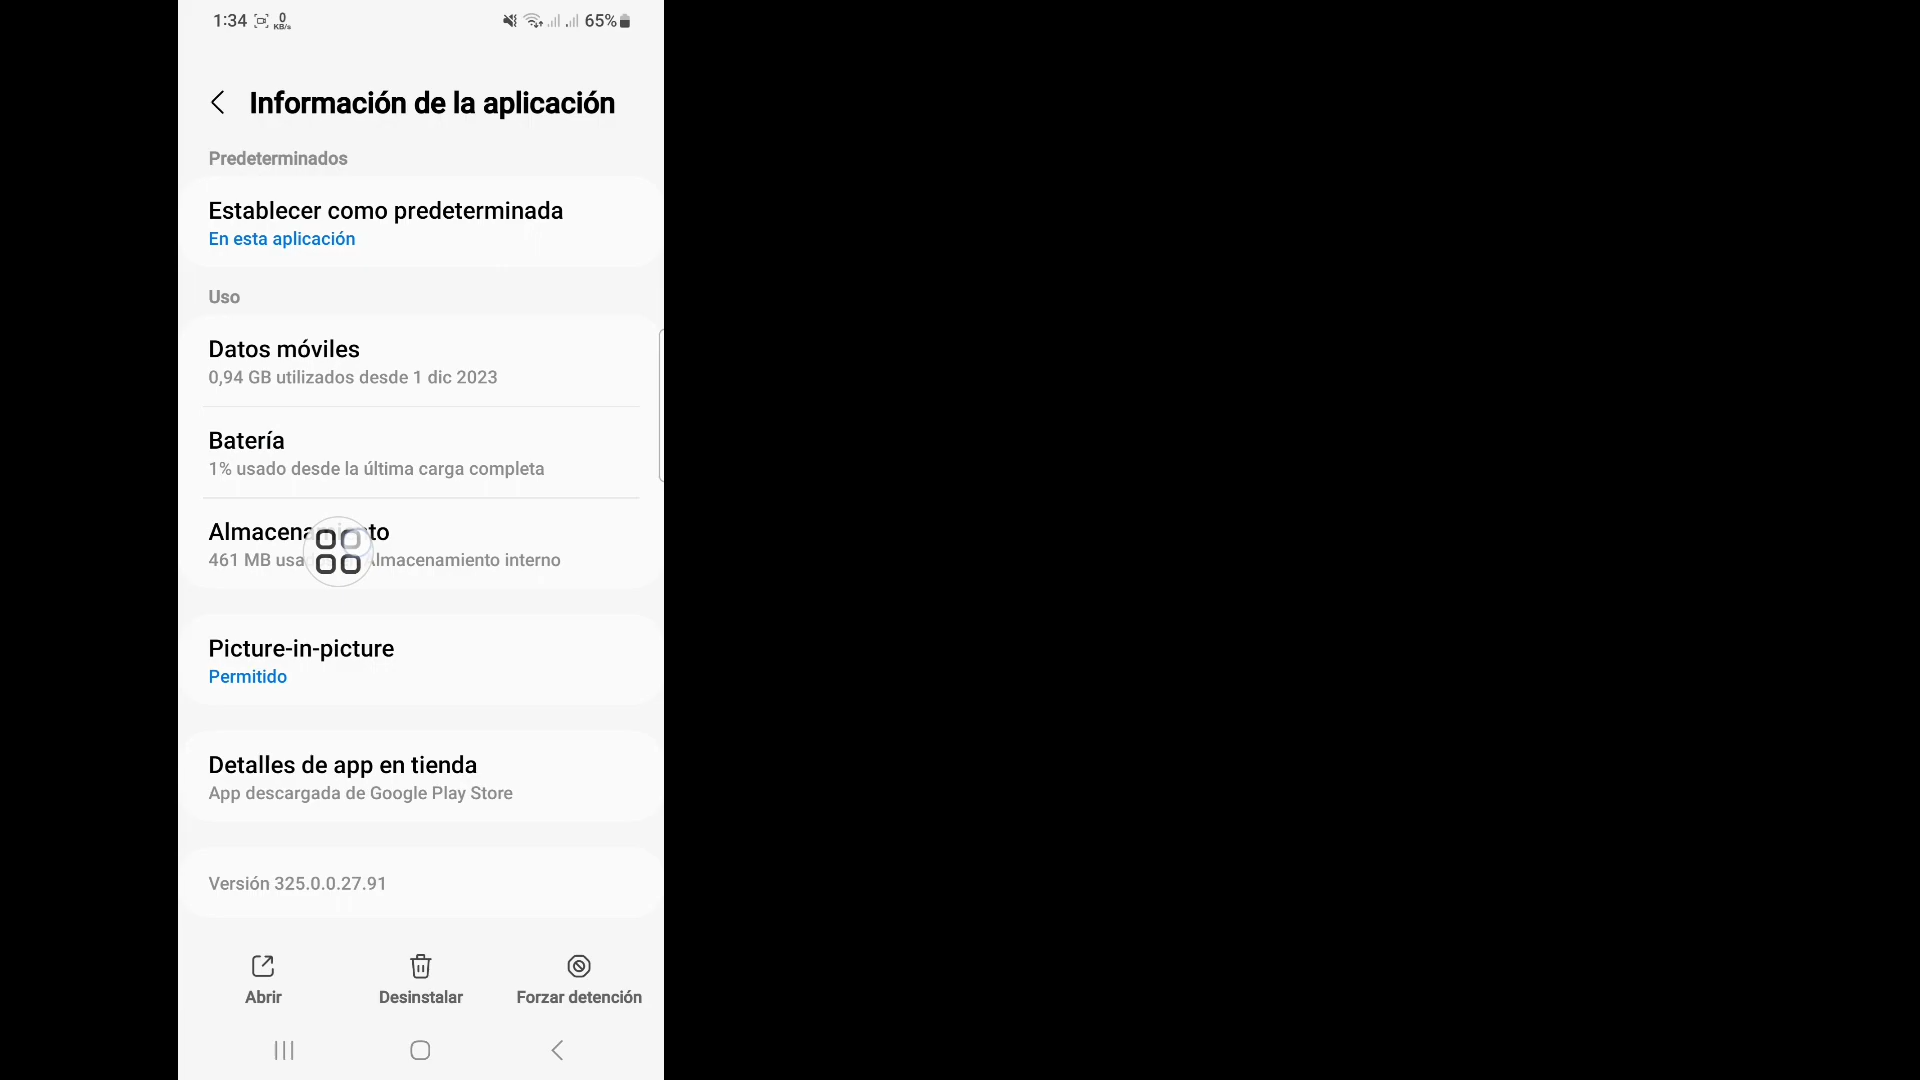 1:34 0 KB/s 65%
Información de la aplicación
Predeterminados
Establecer como predeterminada
En esta aplicación
Uso
Datos móviles
0,94 GB utilizados desde 1 dic 2023
Batería
1% usado desde la última carga completa
Almacenamiento
461 MB Almacenamiento interno
Picture-in-picture
Permitido
Detalles de app en tienda
App descargada de Google Play Store
Versión 325.0.0.27.91
Abrir
Desinstalar
Forzar detención